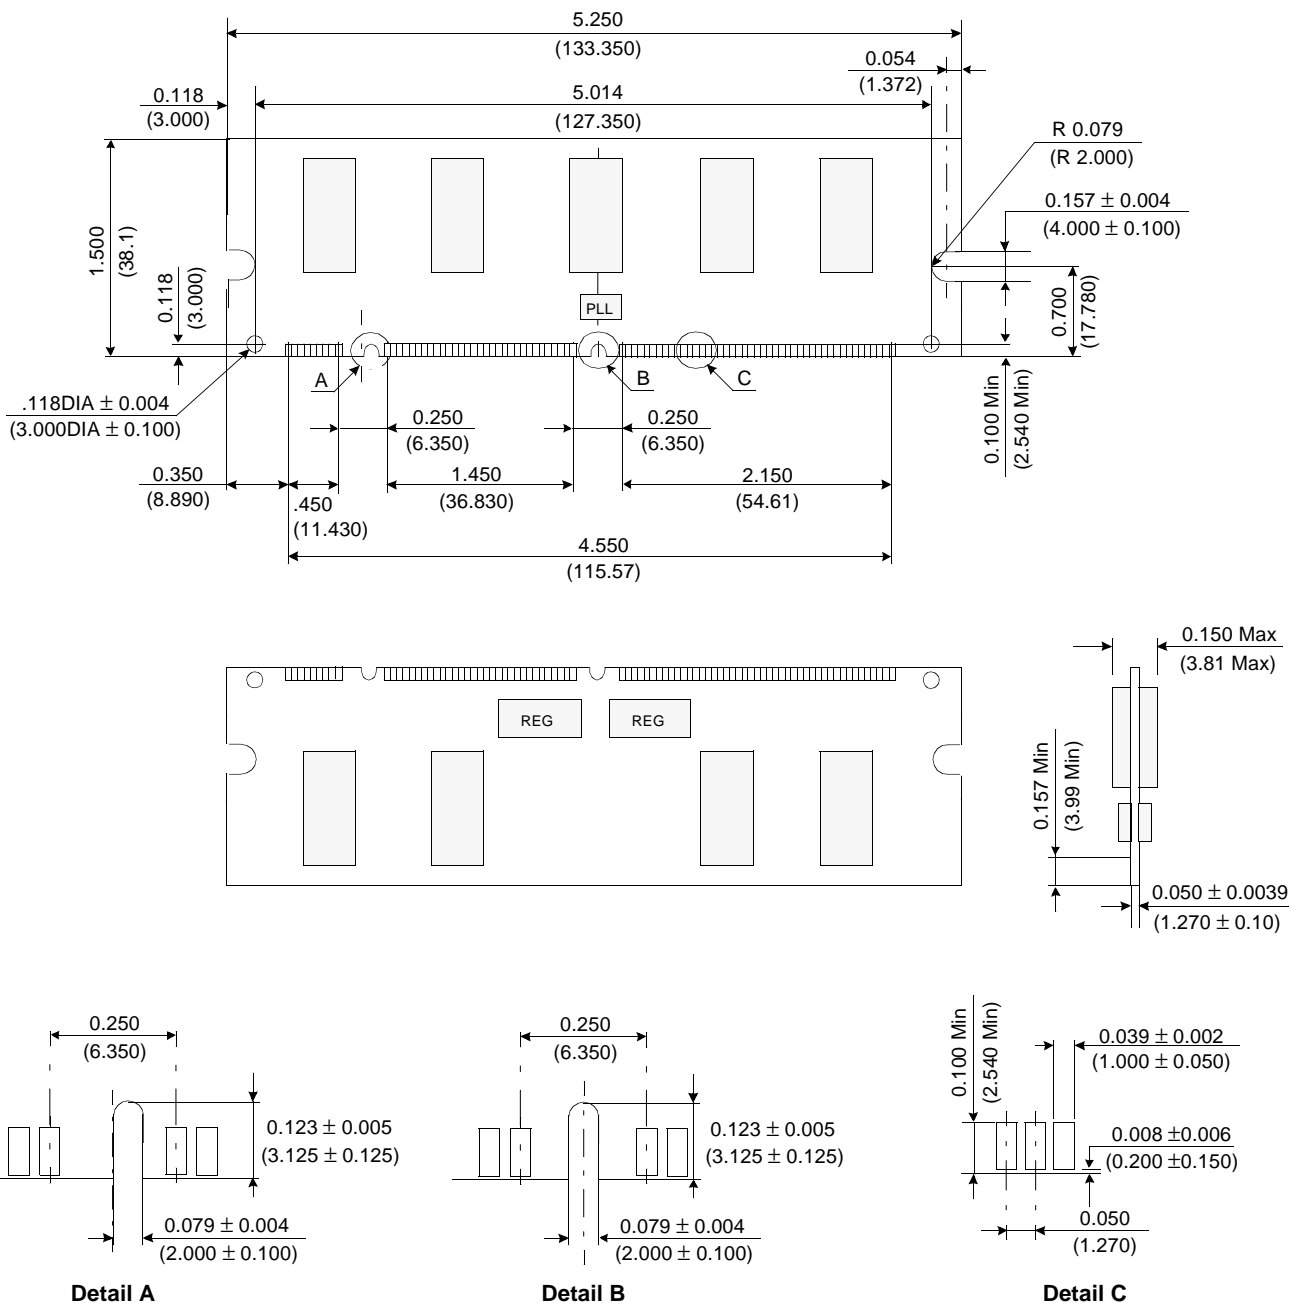 5.250
(133.350)
0.054
(1.372)
0.118
(3.000)
5.014
(127.350)
R 0.079
(R 2.000)
0.157 ± 0.004
(4.000 ± 0.100)
1.500
(38.1)
0.118
(3.000)
PLL
0.700
(17.780)
A
B
C
.118DIA ± 0.004
(3.000DIA ± 0.100)
0.250
(6.350)
0.250
(6.350)
0.100 Min
(2.540 Min)
0.350
(8.890)
.450
(11.430)
1.450
(36.830)
2.150
(54.61)
4.550
(115.57)
0.150 Max
(3.81 Max)
REG
REG
0.157 Min
(3.99 Min)
0.050 ± 0.0039
(1.270 ± 0.10)
0.250
(6.350)
0.123 ± 0.005
(3.125 ± 0.125)
0.079 ± 0.004
(2.000 ± 0.100)
Detail A
0.250
(6.350)
0.123 ± 0.005
(3.125 ± 0.125)
0.079 ± 0.004
(2.000 ± 0.100)
Detail B
0.100 Min
(2.540 Min)
0.039 ± 0.002
(1.000 ± 0.050)
0.008 ±0.006
(0.200 ±0.150)
0.050
(1.270)
Detail C